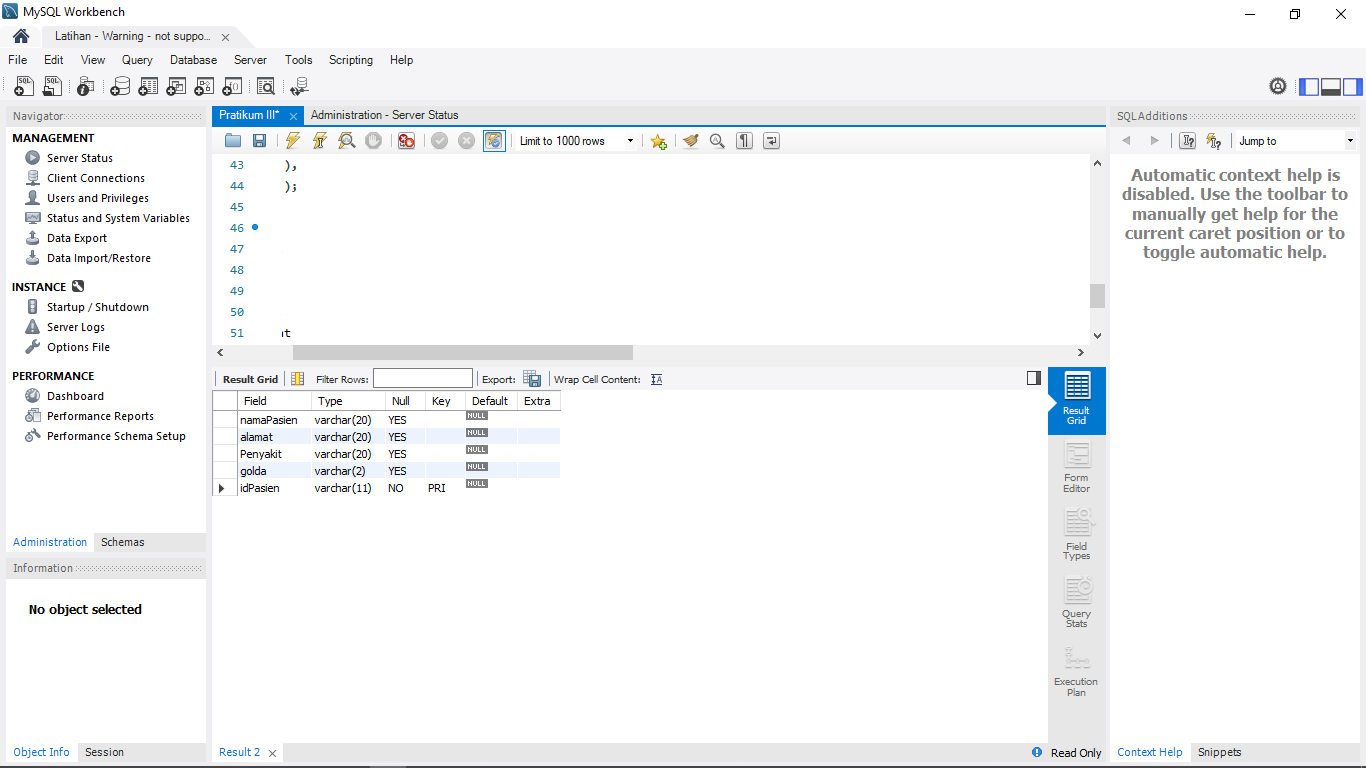 MySQL Workbench
Latihan - Warning - not suppo...
File Edit View Query Database Server Tools Scripting Help
Navigator
MANAGEMENT
Server Status
Client Connections
Users and Privileges
Status and System Variables
Data Export
Data Import/Restore
INSTANCE
Startup / Shutdown
Server Logs
Options File
PERFORMANCE
Dashboard
Performance Reports
Performance Schema Setup
Administration Schemas
Information
No object selected
Object Info Session
Pratikum III* Administration - Server Status
Limit to 1000 rows
43 ),
44 );
45
46
47
48
49
50
51
Result Grid Filter Rows: Export: Wrap Cell Content:
Field Type Null Key Default Extra
namaPasien varchar(20) YES NULL
alamat varchar(20) YES NULL
Penyakit varchar(20) YES NULL
golda varchar(2) YES NULL
idPasien varchar(11) NO PRI NULL
Result Grid
Form Editor
Field Types
Query Stats
Execution Plan
Result 2 Read Only
SQLAdditions
Jump to
Automatic context help is
disabled. Use the toolbar to
manually get help for the
current caret position or to
toggle automatic help.
Context Help Snippets